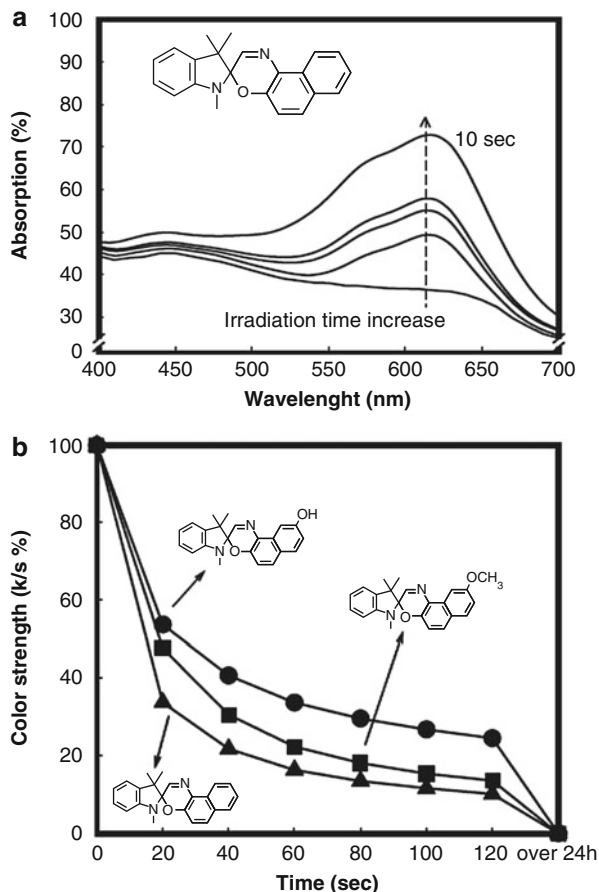 a
100
90
80
70
60
50
40
30
0
Absorption (%)
N
N
O
10 sec
Irradiation time increase
400
450
500
550
600
650
700
Wavelenght (nm)
b
100
80
60
40
20
0
Color strength (k/s %)
OH
N
N
O
OCH3
N
N
O
N
N
O
0
20
40
60
80
100
120
over 24h
Time (sec)